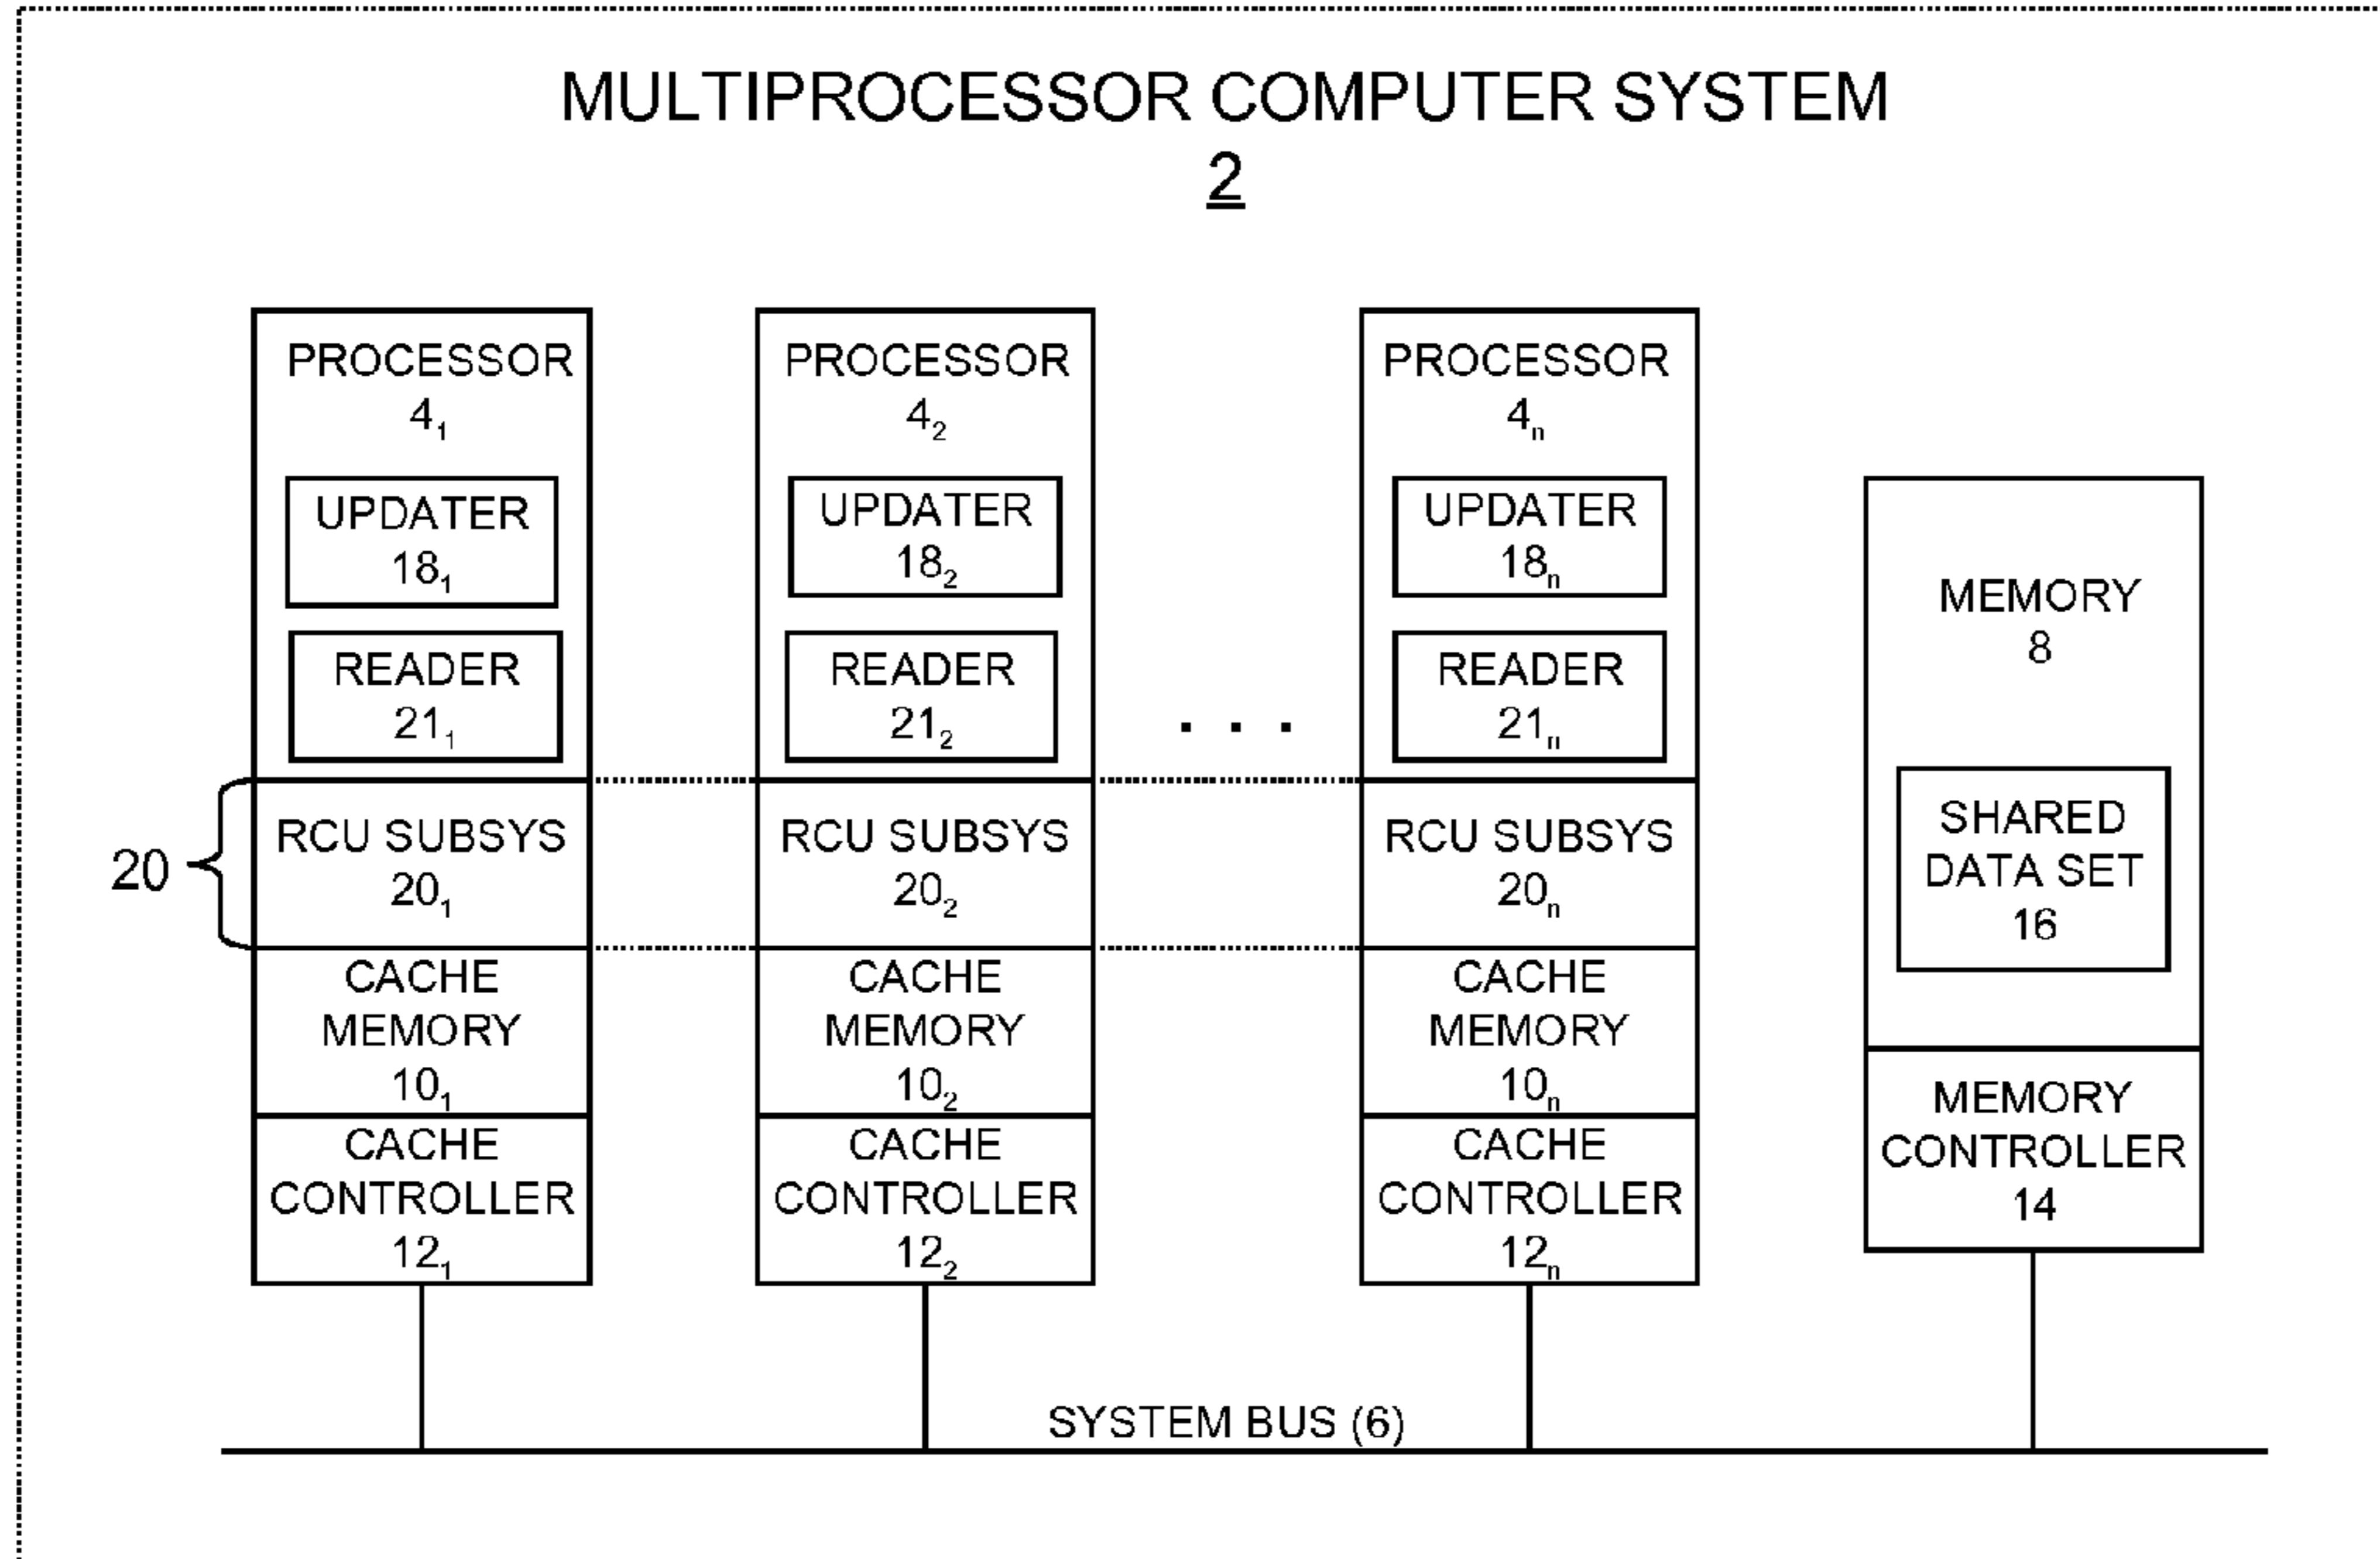 MULTIPROCESSOR COMPUTER SYSTEM
2
PROCESSOR
4₁
UPDATER
18₁
READER
21₁
RCU SUBSYS
20₁
CACHE
MEMORY
10₁
CACHE
CONTROLLER
12₁
20
PROCESSOR
4₂
UPDATER
18₂
READER
21₂
RCU SUBSYS
20₂
CACHE
MEMORY
10₂
CACHE
CONTROLLER
12₂
. . .
PROCESSOR
4ₙ
UPDATER
18ₙ
READER
21ₙ
RCU SUBSYS
20ₙ
CACHE
MEMORY
10ₙ
CACHE
CONTROLLER
12ₙ
MEMORY
8
SHARED
DATA SET
16
MEMORY
CONTROLLER
14
SYSTEM BUS (6)